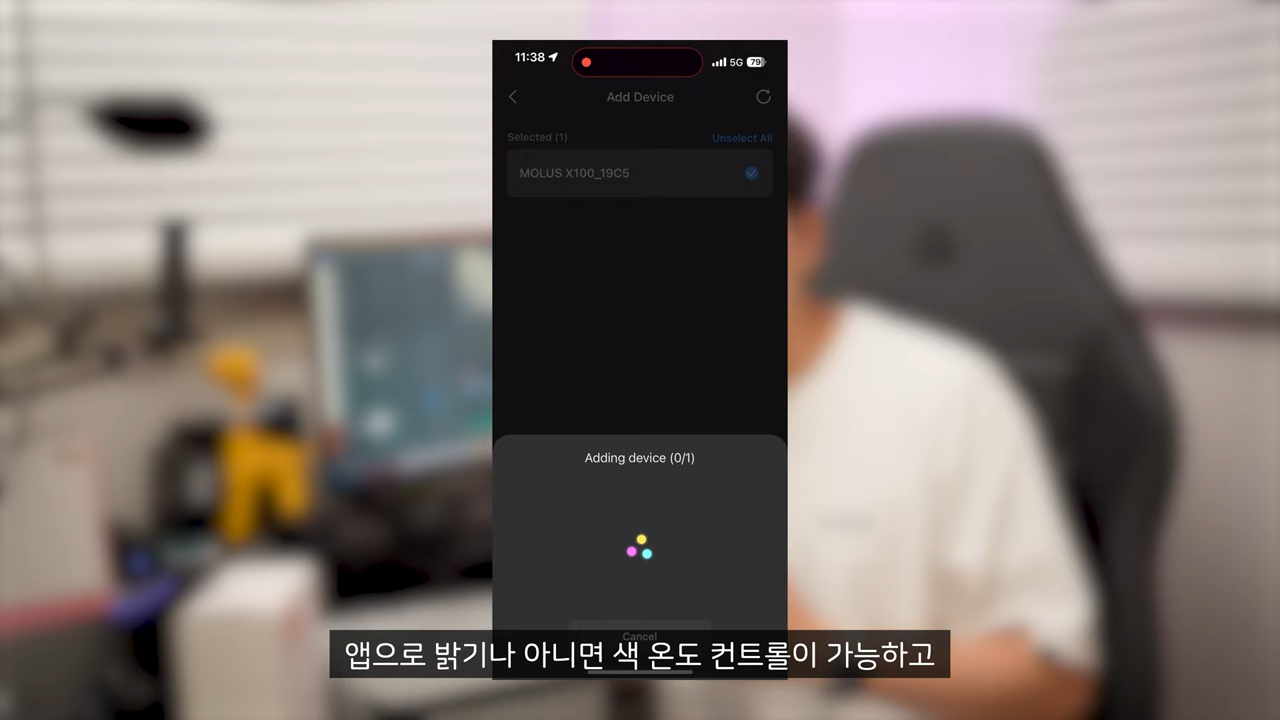 11:38
5G 79
Add Device
Selected (1)
Unselect All
MOLUS X100_19C5
Adding device (0/1)
Cancel
앱으로 밝기나 아니면 색 온도 컨트롤이 가능하고